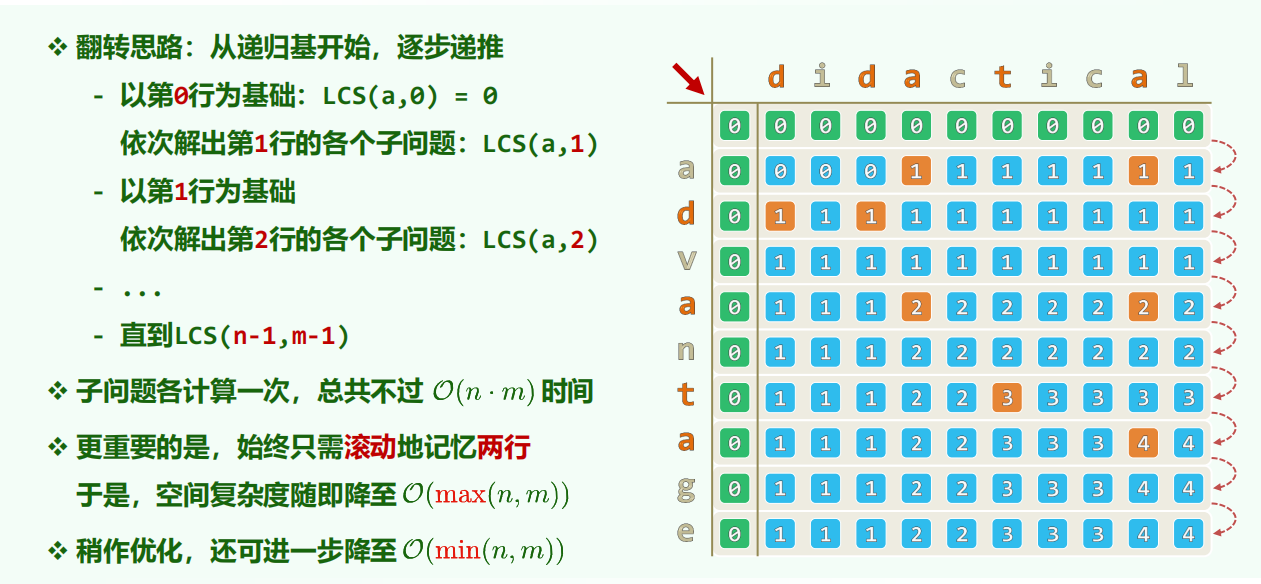 ❖ 翻转思路：从递归基开始，逐步递推
- 以第0行为基础：LCS(a,0) = 0
依次解出第1行的各个子问题：LCS(a,1)
- 以第1行为基础
依次解出第2行的各个子问题：LCS(a,2)
- ...
- 直到LCS(n-1,m-1)
❖ 子问题各计算一次，总共不过 𝒪(n · m) 时间
❖ 更重要的是，始终只需滚动地记忆两行
于是，空间复杂度随即降至 𝒪(max(n, m))
❖ 稍作优化，还可进一步降至 𝒪(min(n, m))
d i d a c t i c a l
0 0 0 0 0 0 0 0 0 0 0
a 0 0 0 0 1 1 1 1 1 1 1
d 0 1 1 1 1 1 1 1 1 1 1
v 0 1 1 1 1 1 1 1 1 1 1
a 0 1 1 1 2 2 2 2 2 2 2
n 0 1 1 1 2 2 2 2 2 2 2
t 0 1 1 1 2 2 3 3 3 3 3
a 0 1 1 1 2 2 3 3 3 4 4
g 0 1 1 1 2 2 3 3 3 4 4
e 0 1 1 1 2 2 3 3 3 4 4